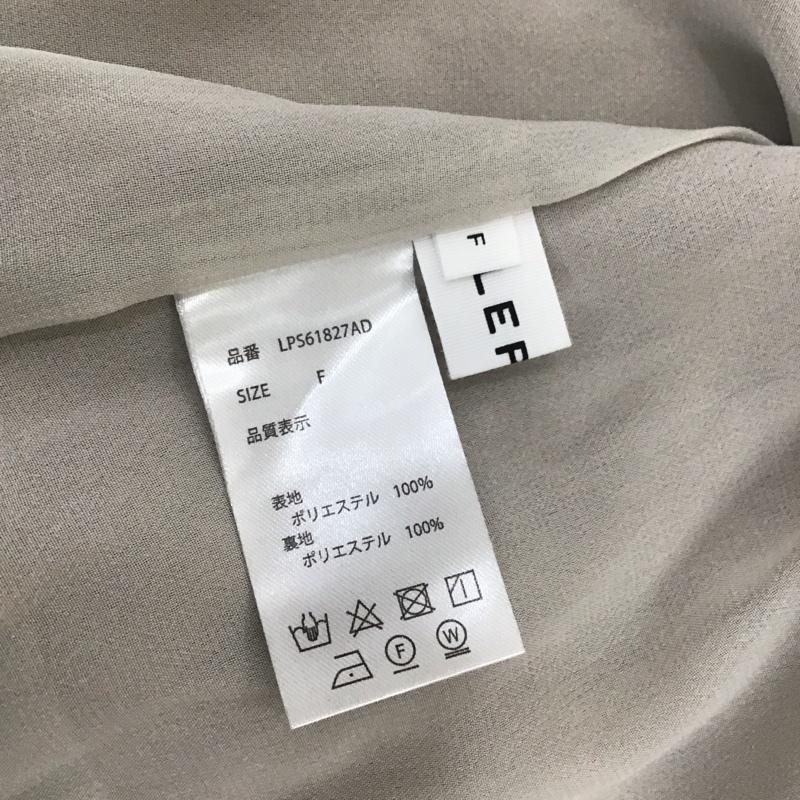 品番 LPS61827AD
SIZE F
品質表示
表地
ポリエステル 100%
裏地
ポリエステル 100%
F W
F
LER